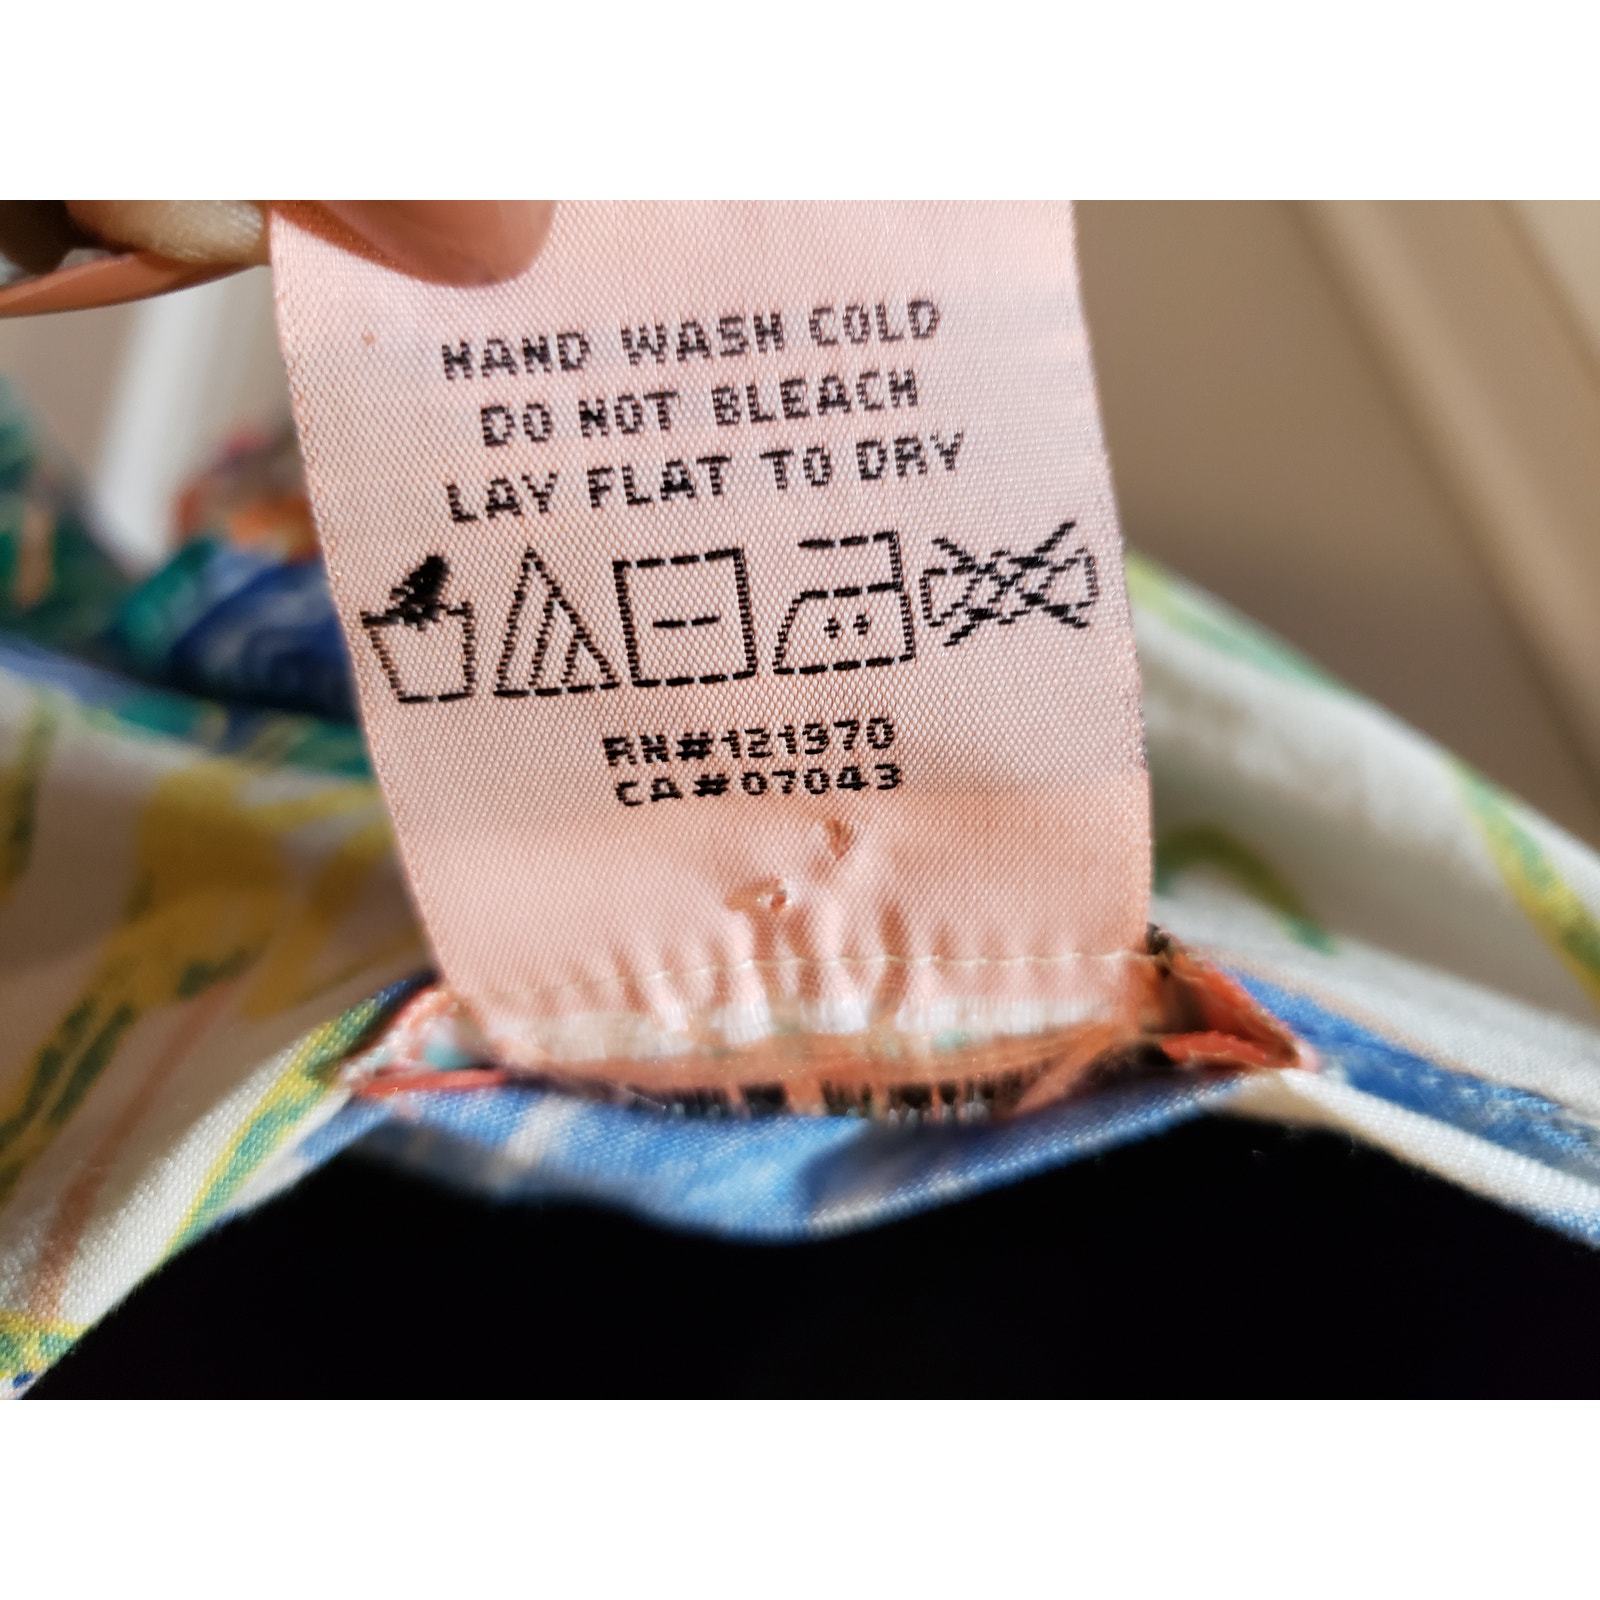 HAND WASH COLD
DO NOT BLEACH
LAY FLAT TO DRY
RN#121970
CA#07043